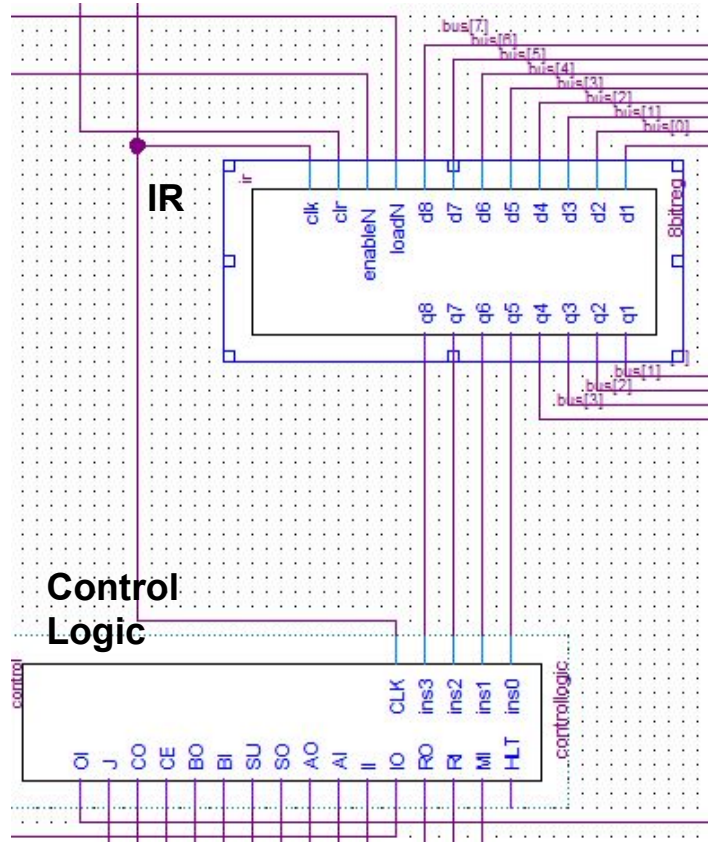 bus[7]
bus[6]
bus[5]
bus[4]
bus[3]
bus[2]
bus[1]
bus[0]
IR
ir
8bitreg
clk clr enableN loadN d8 d7 d6 d5 d4 d3 d2 d1
q8 q7 q6 q5 q4 q3 q2 q1
bus[1]
bus[2]
bus[3]
Control
Logic
control
controllogic
CLK ins3 ins2 ins1 ins0
OI J CO CE BO BI SU SO AO AI II IO RO RI MI HLT